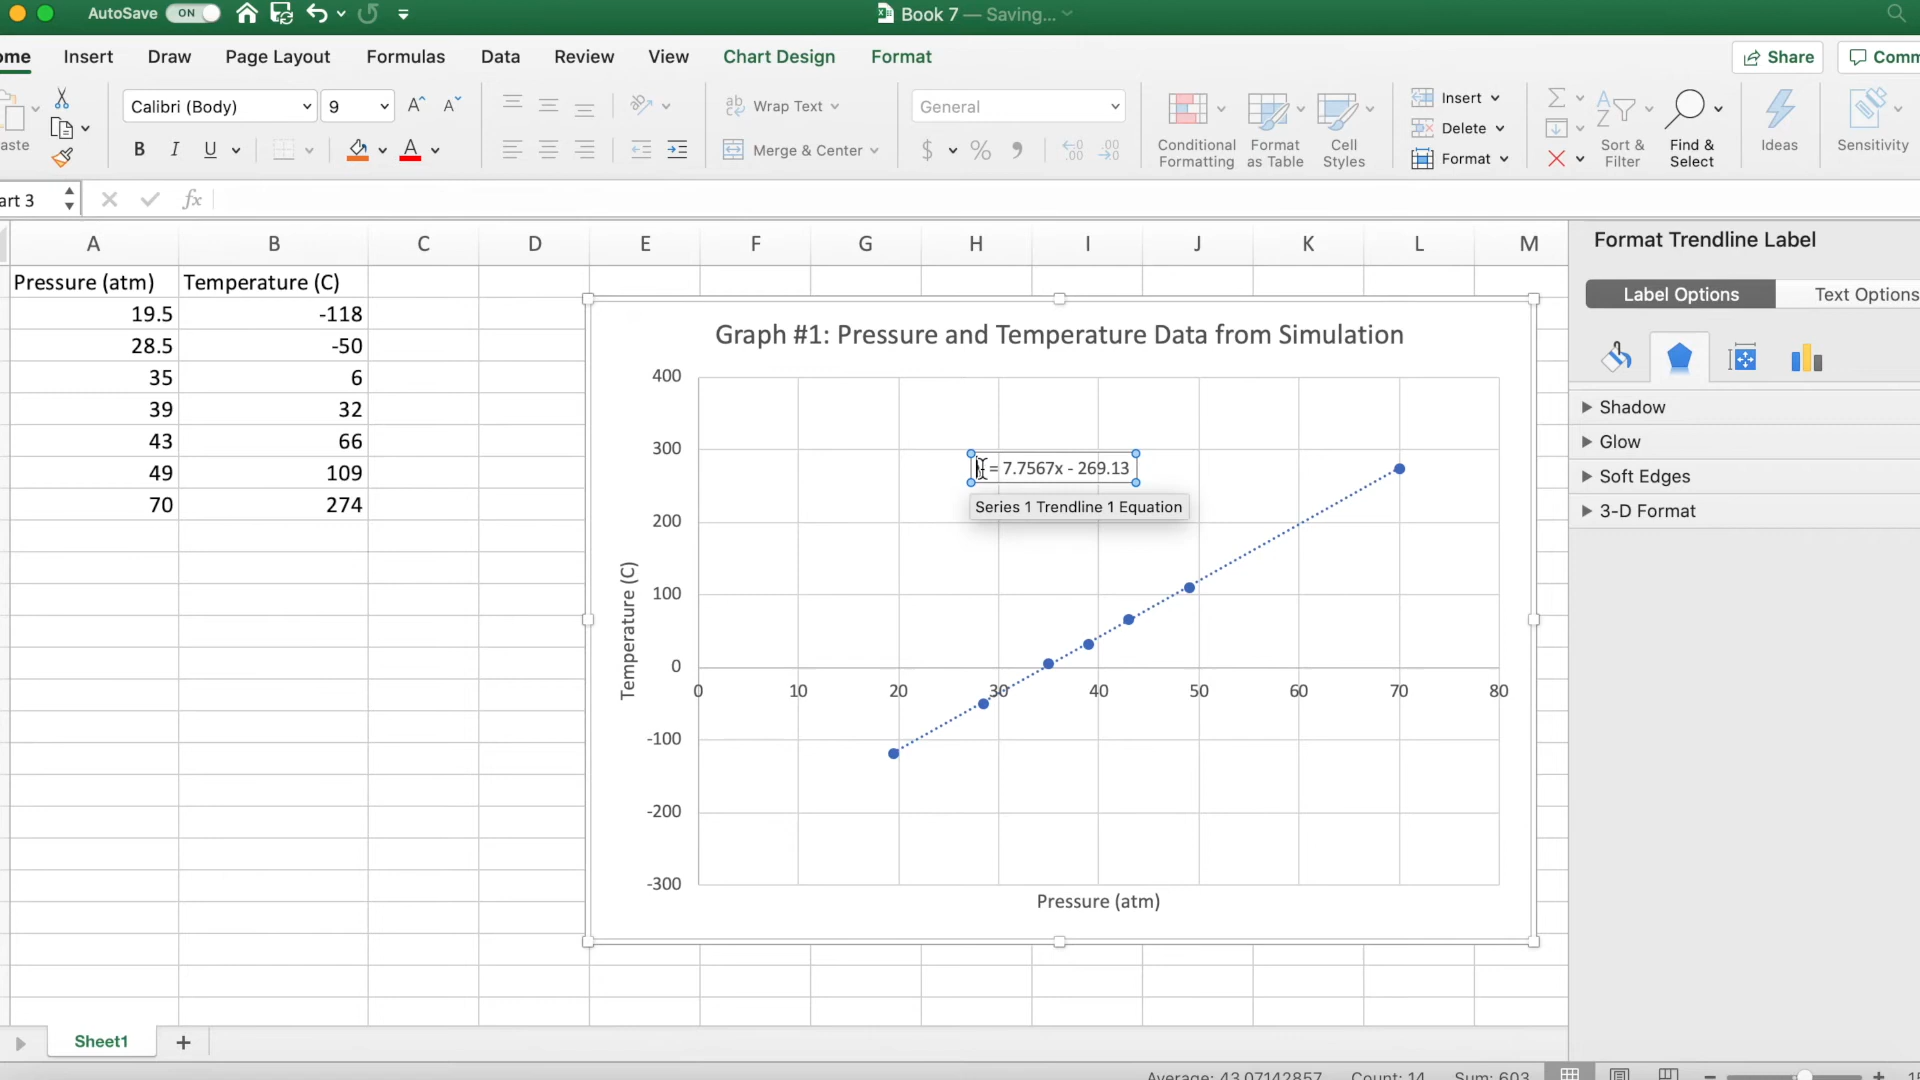 AutoSave ON Book 7 — Saving...
ome Insert Draw Page Layout Formulas Data Review View Chart Design Format Share Comm
aste Calibri (Body) 9 Wrap Text General Insert
B I U Merge & Center $ % Delete Format
Conditional Formatting
Format as Table
Cell Styles
Sort & Filter
Find & Select
Ideas
Sensitivity
art 3 fx
A B C D E F G H I J K L M
Pressure (atm) Temperature (C)
19.5 -118
28.5 -50
35 6
39 32
43 66
49 109
70 274
Graph #1: Pressure and Temperature Data from Simulation
400
300
200
100
0
-100
-200
-300
= 7.7567x - 269.13
Series 1 Trendline 1 Equation
Temperature (C)
0 10 20 30 40 50 60 70 80
Pressure (atm)
Format Trendline Label
Label Options Text Options
Shadow
Glow
Soft Edges
3-D Format
Sheet1
Average: 43.07142857 Count: 14 Sum: 603